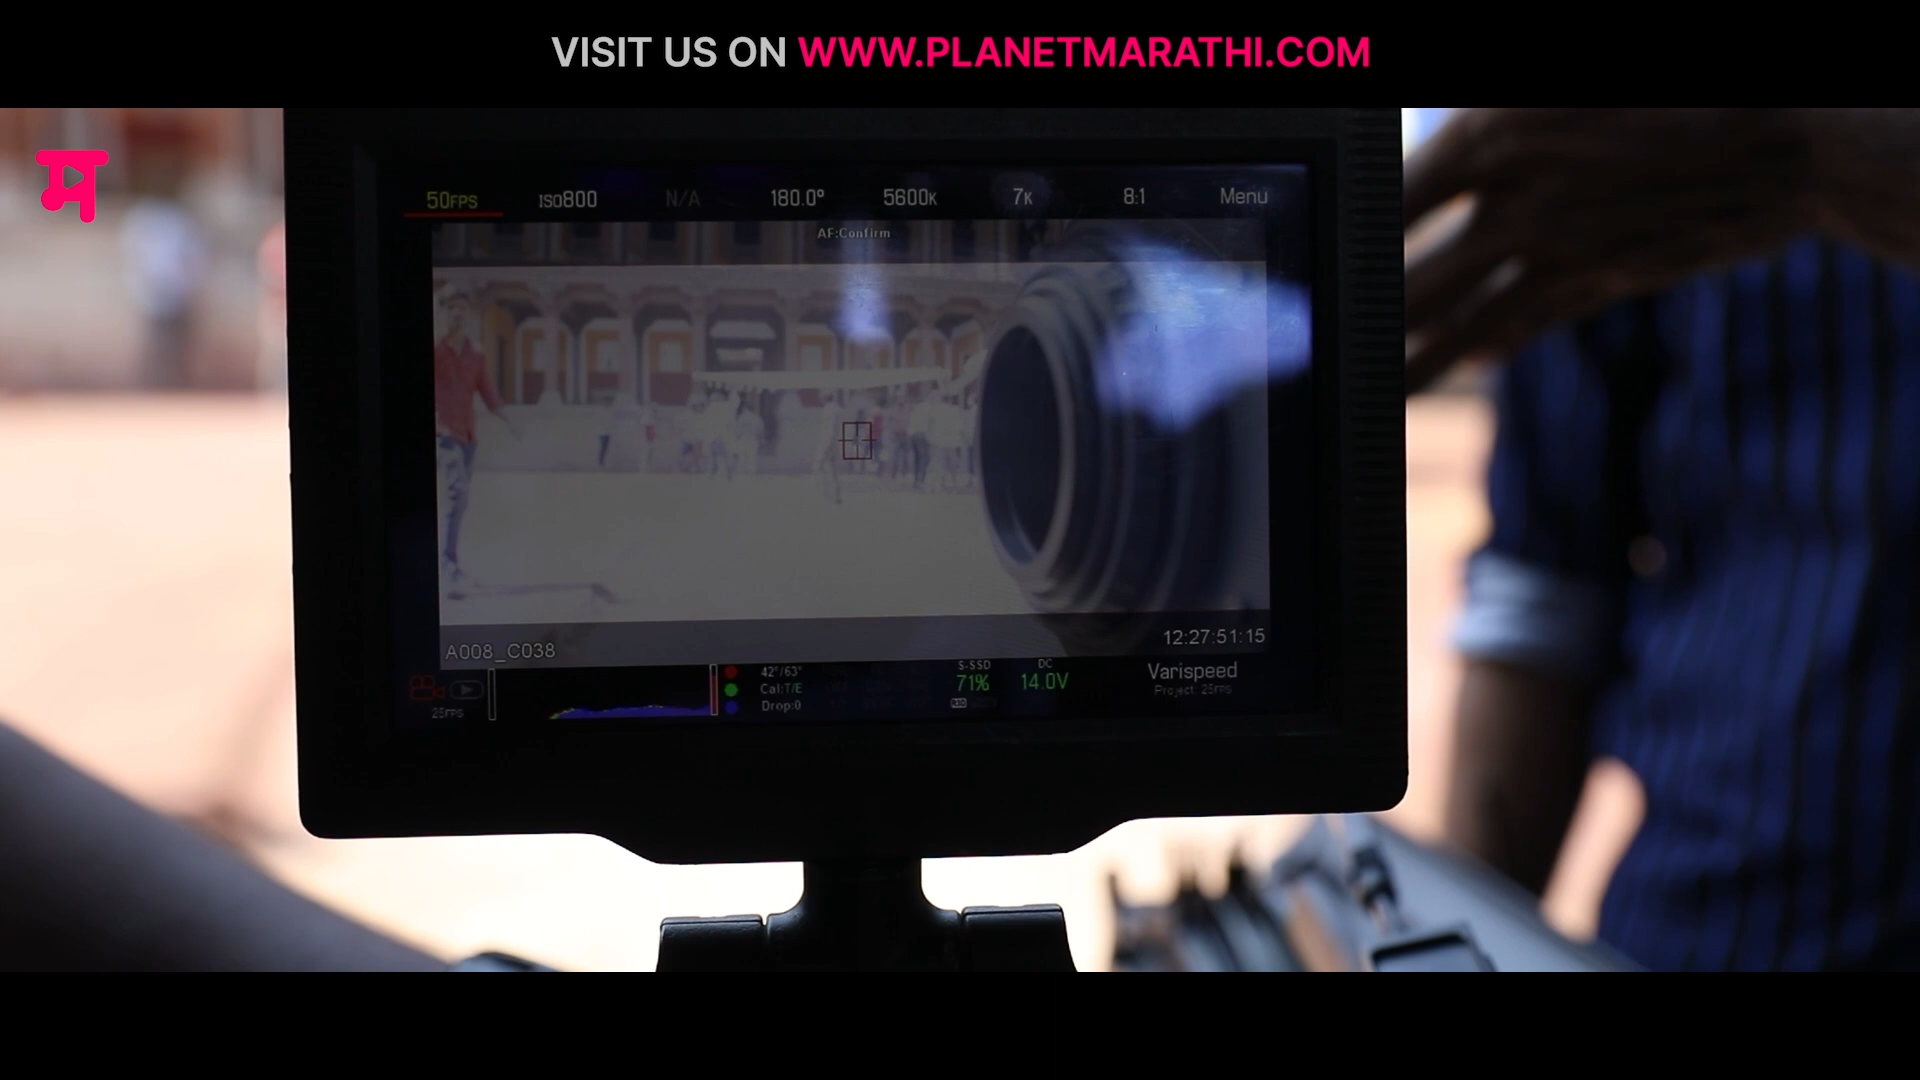 VISIT US ON WWW.PLANETMARATHI.COM
म
50FPS ISO800 N/A 180.0° 5600K 7K 8:1 Menu
AF:Confirm
A008_C038 12:27:51:15
25FPS
42°/63°
Cal:T/E
Drop:0
S-SSD
71%
DC
14.0V
Varispeed
Project: 25FPS